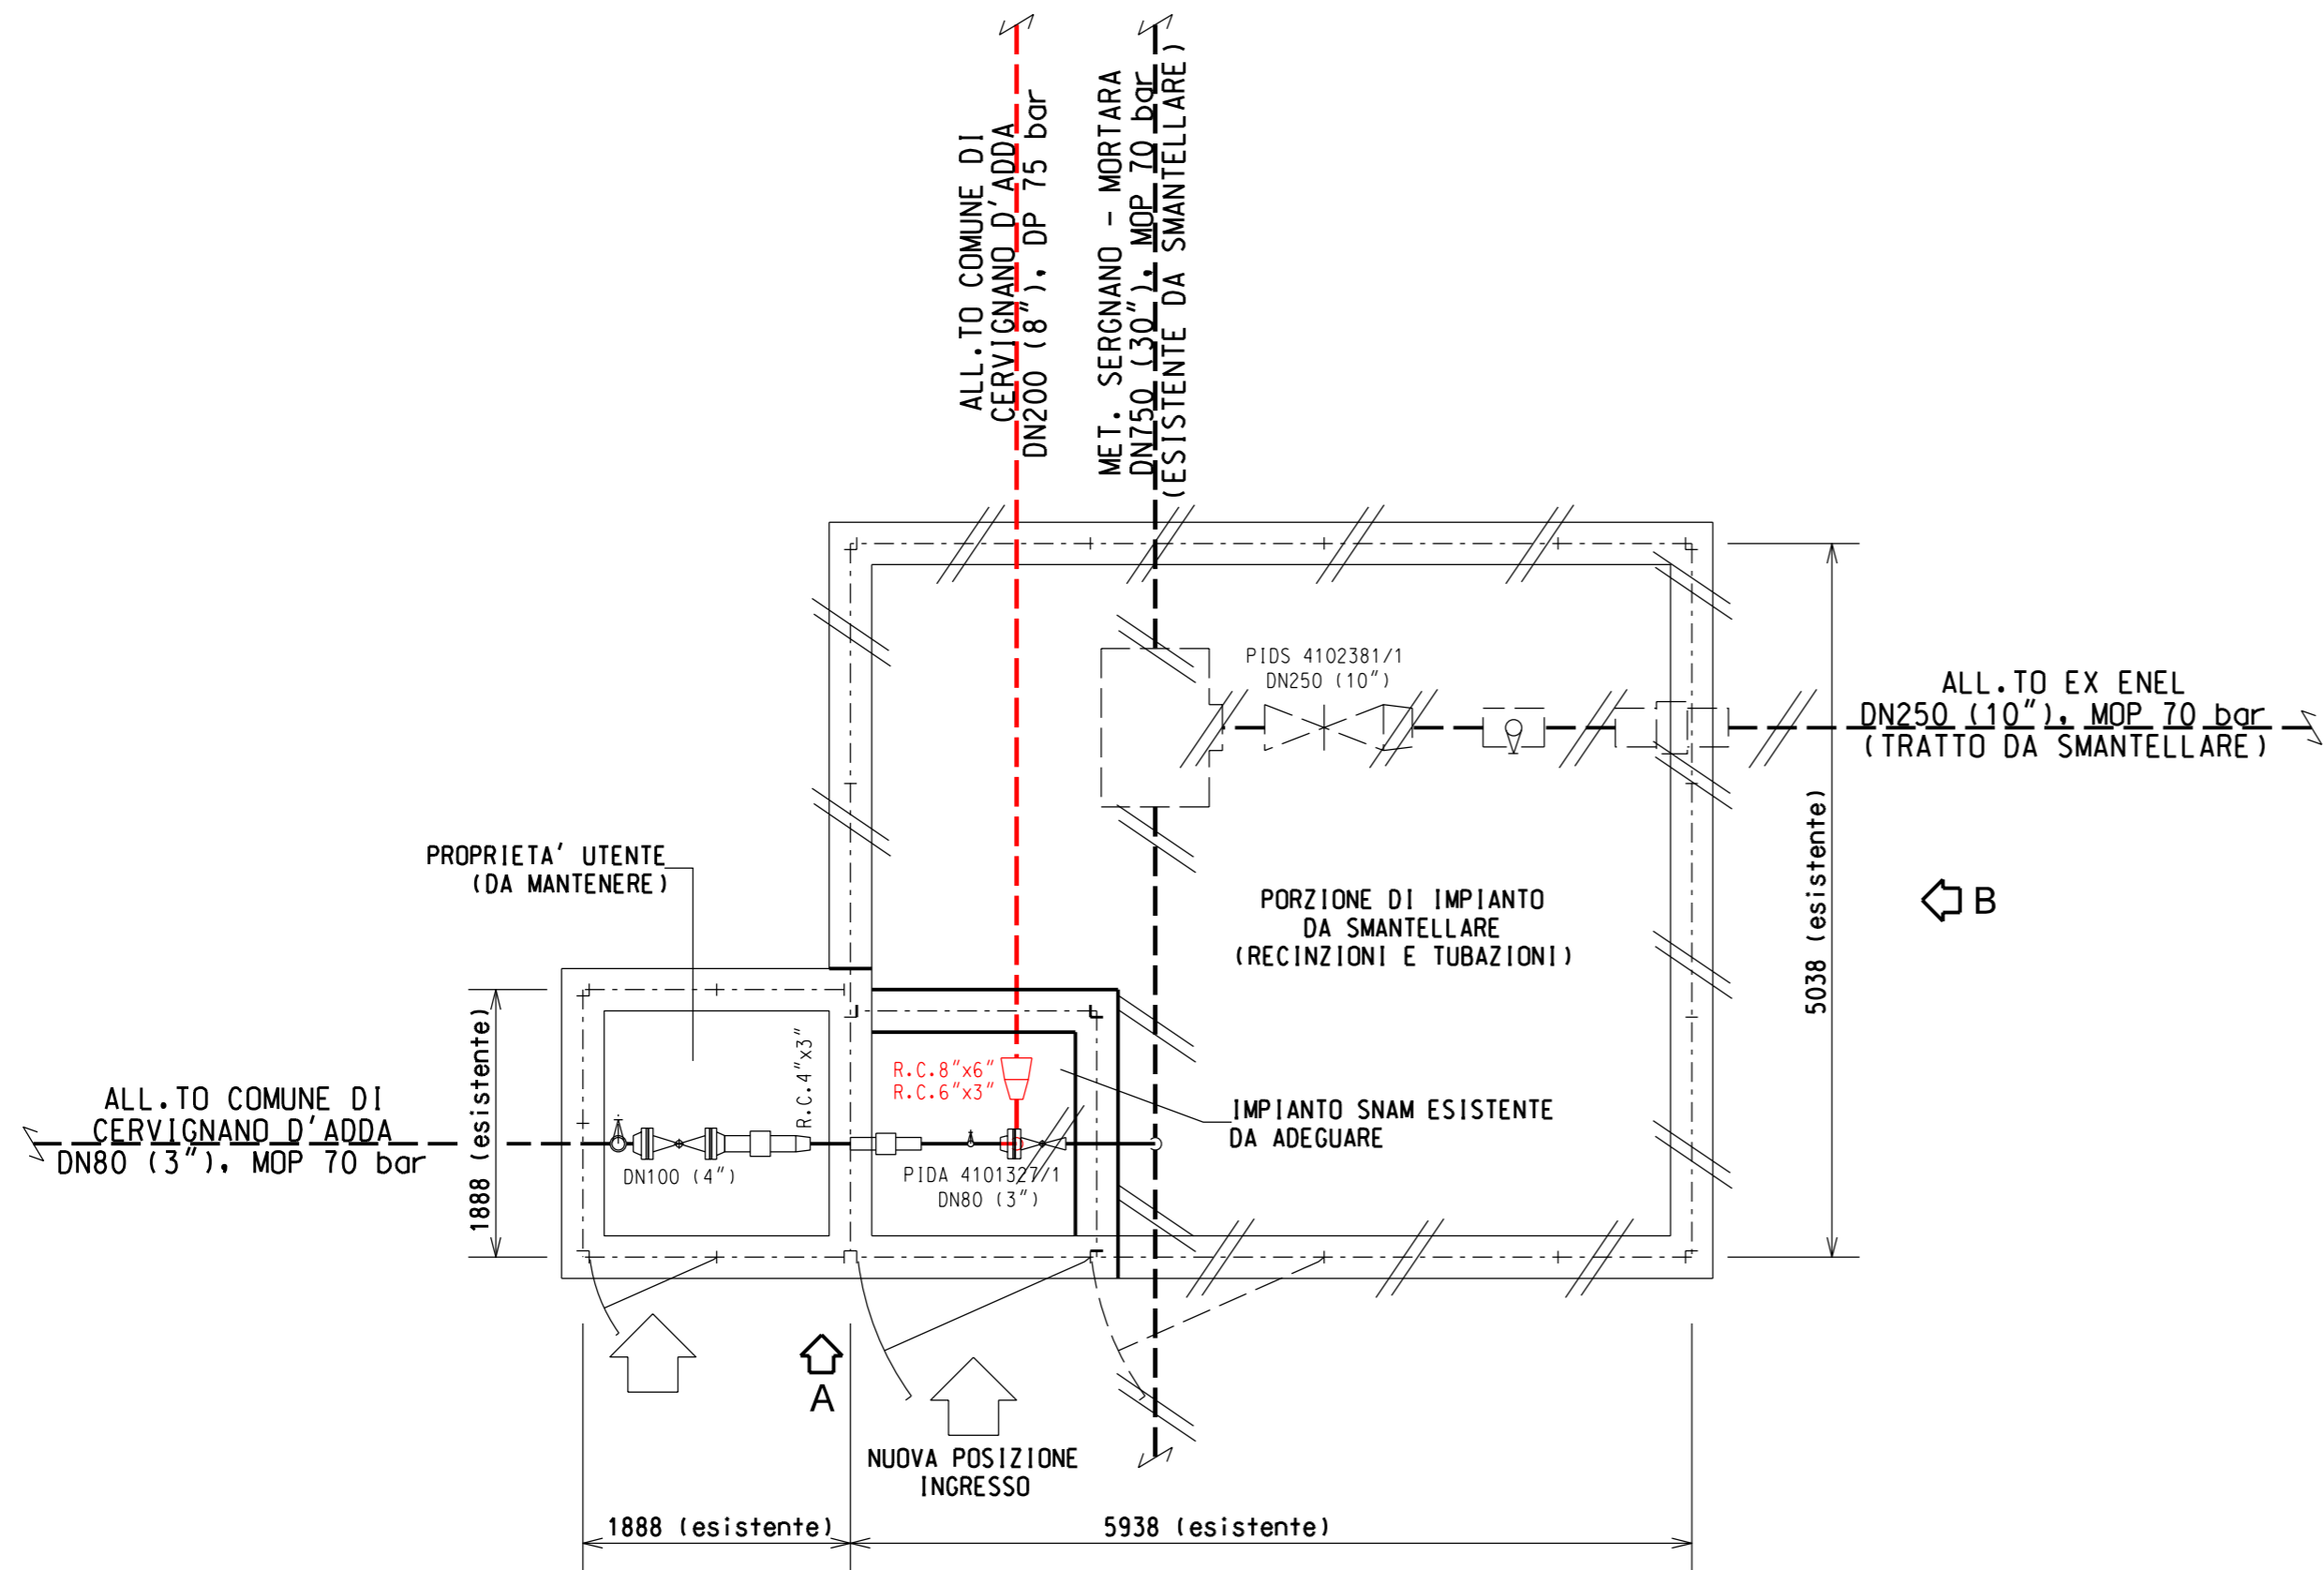 ALL.TO COMUNE DI
CERVIGNANO D'ADDA
DN200 (8"), DP 75 bar
MET. SERGNANO - MORTARA
DN750 (30"), MOP 70 bar
(ESISTENTE DA SMANTELLARE)
PIDS 4102381/1
DN250 (10")
ALL.TO EX ENEL
DN250 (10"), MOP 70 bar
(TRATTO DA SMANTELLARE)
PROPRIETA' UTENTE
(DA MANTENERE)
PORZIONE DI IMPIANTO
DA SMANTELLARE
(RECINZIONI E TUBAZIONI)
5038 (esistente)
B
1888 (esistente)
R.C.4"x3"
R.C.8"x6"
R.C.6"x3"
ALL.TO COMUNE DI
CERVIGNANO D'ADDA
DN80 (3"), MOP 70 bar
IMPIANTO SNAM ESISTENTE
DA ADEGUARE
DN100 (4")
PIDA 4101327/1
DN80 (3")
A
NUOVA POSIZIONE
INGRESSO
1888 (esistente)
5938 (esistente)